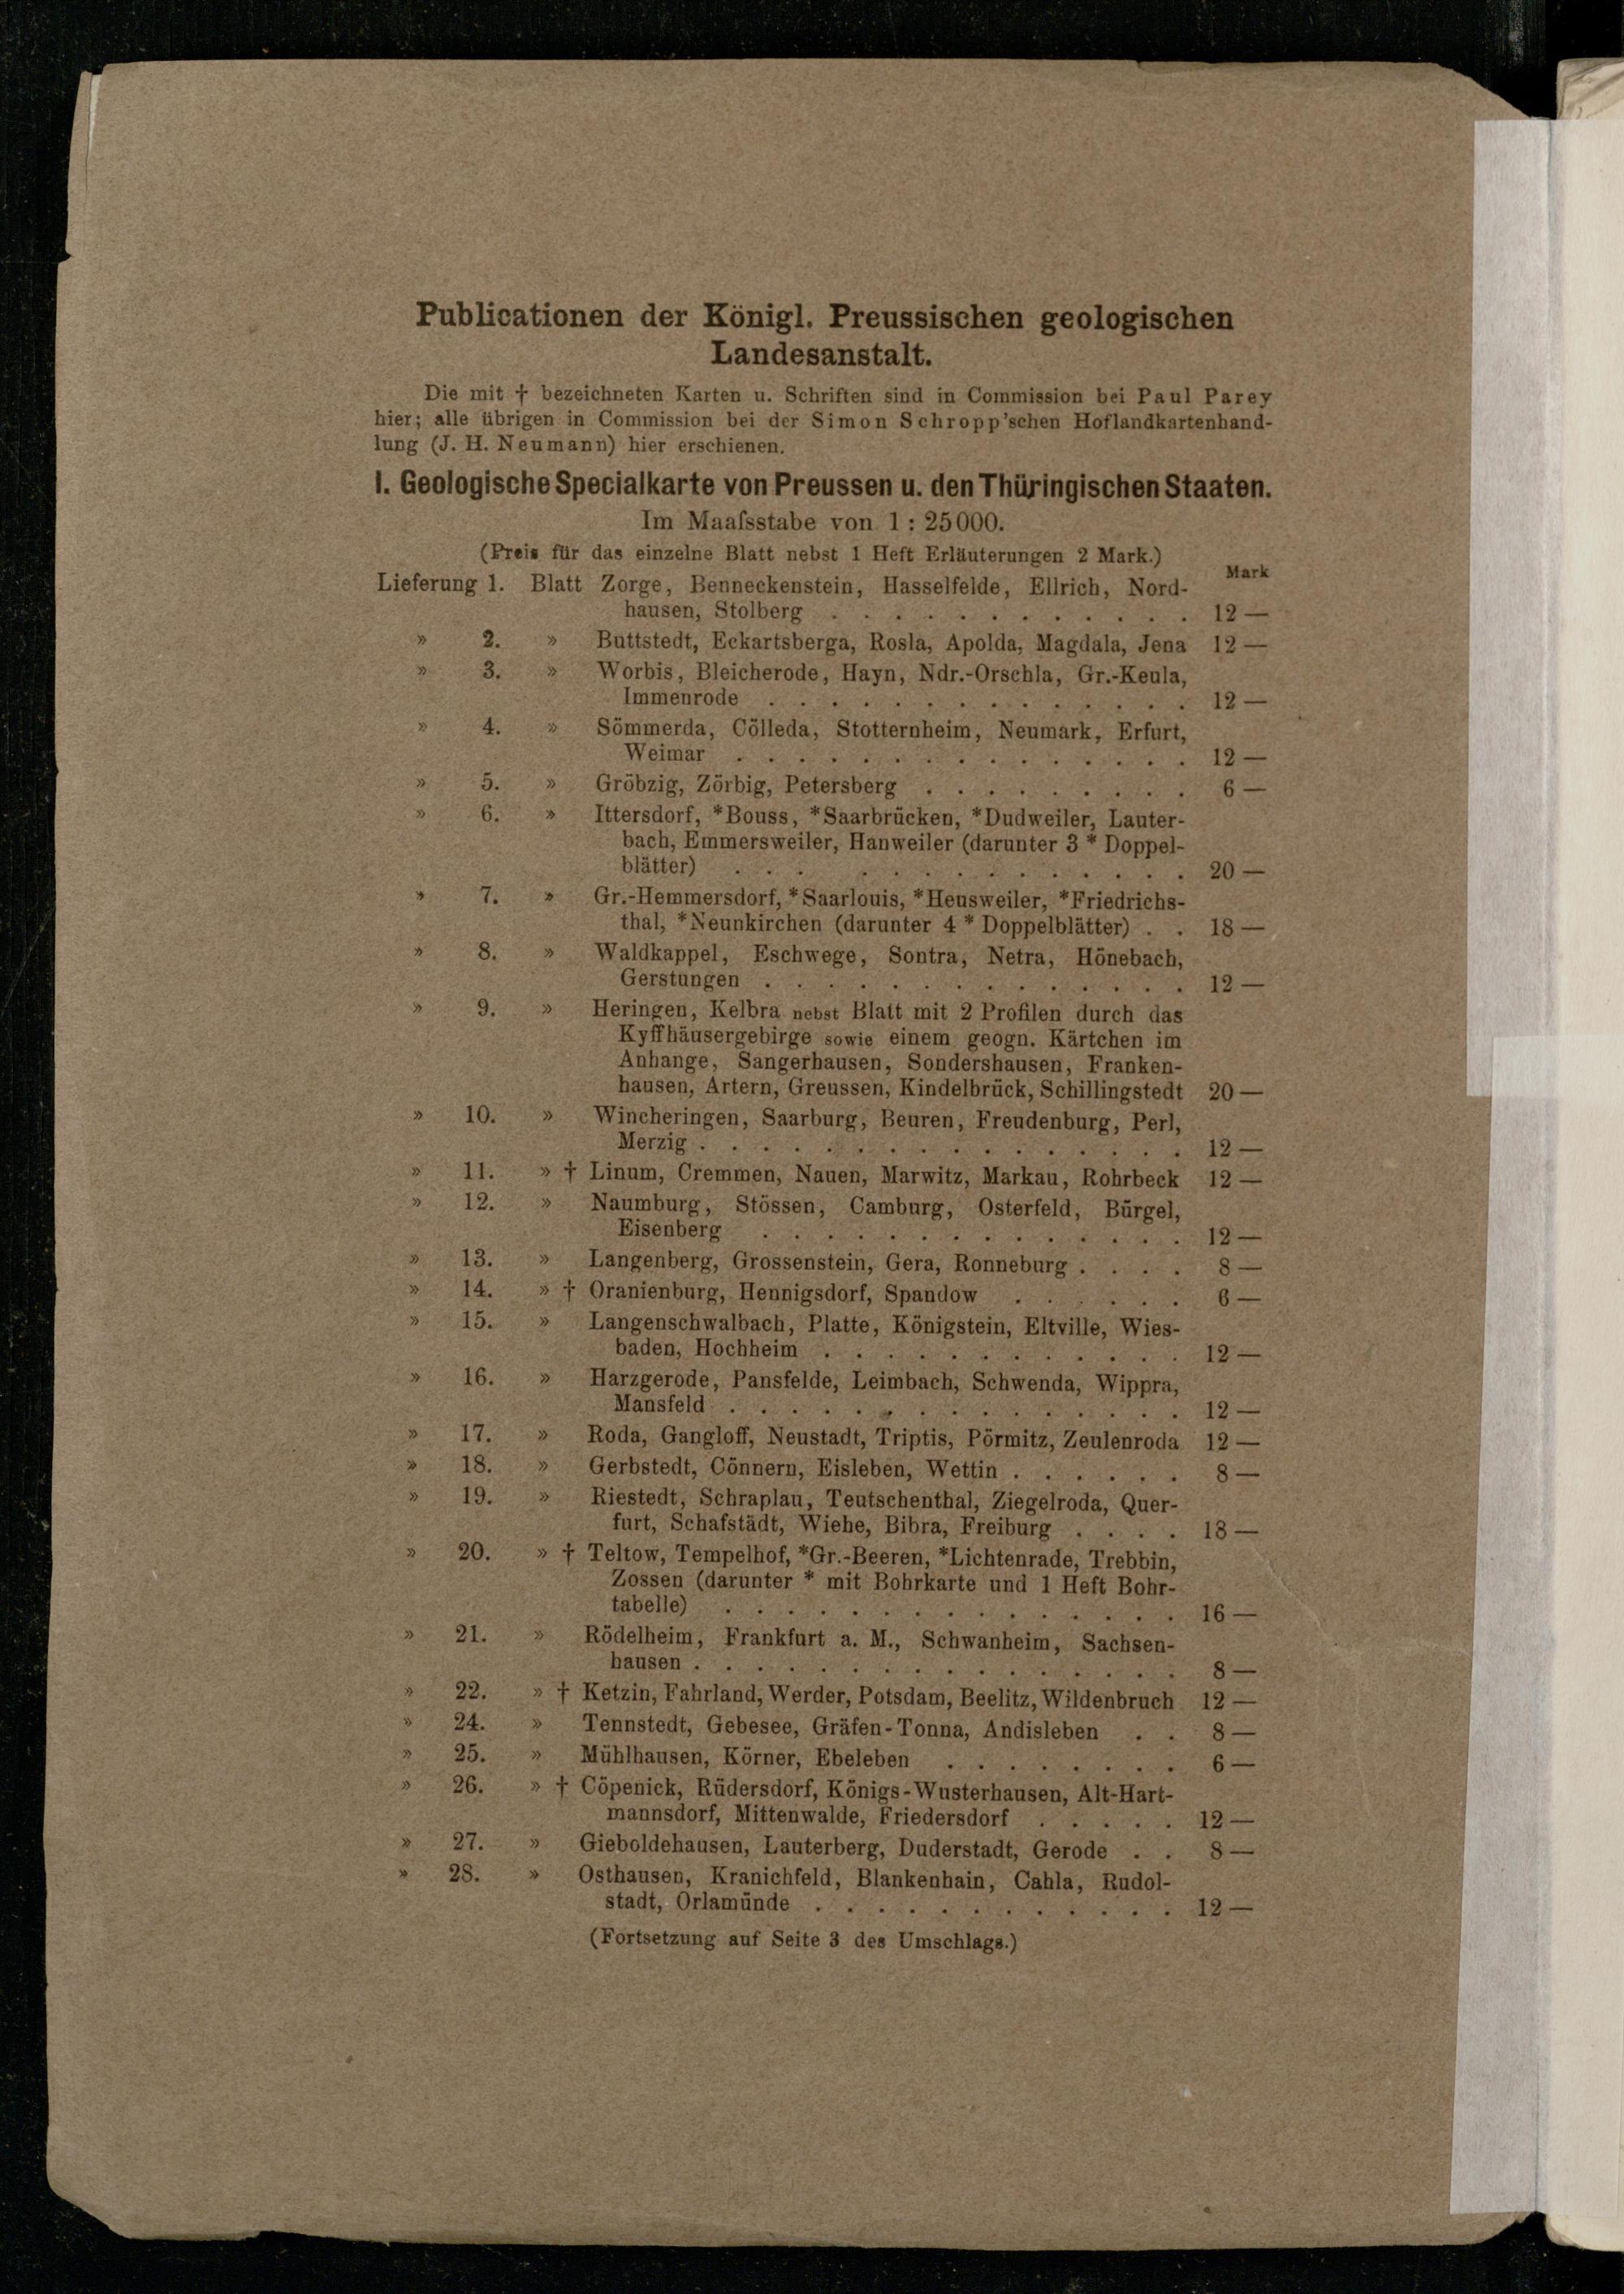 Publicationen der Königl. Preussischen geologischen
Landesanstalt.
Die mit † bezeichneten Karten u. Schriften sind in Commission bei Paul Parey
hier; alle übrigen in Commission bei der Simon Schropp'schen Hoflandkartenhand-
lung (J. H. Neumann) hier erschienen.
I. Geologische Specialkarte von Preussen u. den Thüringischen Staaten.
Im Maafsstabe von 1 : 25000.
(Preis für das einzelne Blatt nebst 1 Heft Erläuterungen 2 Mark.)
Mark
Lieferung 1. Blatt Zorge, Benneckenstein, Hasselfelde, Ellrich, Nord-
hausen, Stolberg . . . . . . . . . . . . 12 —
» 2. » Buttstedt, Eckartsberga, Rosla, Apolda, Magdala, Jena 12 —
» 3. » Worbis, Bleicherode, Hayn, Ndr.-Orschla, Gr.-Keula,
Immenrode . . . . . . . . . . . . . . 12 —
» 4. » Sömmerda, Cölleda, Stotternheim, Neumark, Erfurt,
Weimar . . . . . . . . . . . . . . . 12 —
» 5. » Gröbzig, Zörbig, Petersberg . . . . . . . . . 6 —
» 6. » Ittersdorf, *Bouss, *Saarbrücken, *Dudweiler, Lauter-
bach, Emmersweiler, Hanweiler (darunter 3 * Doppel-
blätter) . . . . . . . . . . . . . . 20 —
» 7. » Gr.-Hemmersdorf, *Saarlouis, *Heusweiler, *Friedrichs-
thal, *Neunkirchen (darunter 4 * Doppelblätter) . . 18 —
» 8. » Waldkappel, Eschwege, Sontra, Netra, Hönebach,
Gerstungen . . . . . . . . . . . . . . 12 —
» 9. » Heringen, Kelbra nebst Blatt mit 2 Profilen durch das
Kyffhäusergebirge sowie einem geogn. Kärtchen im
Anhange, Sangerhausen, Sondershausen, Franken-
hausen, Artern, Greussen, Kindelbrück, Schillingstedt 20 —
» 10. » Wincheringen, Saarburg, Beuren, Freudenburg, Perl,
Merzig . . . . . . . . . . . . . . . . 12 —
» 11. » † Linum, Cremmen, Nauen, Marwitz, Markau, Rohrbeck 12 —
» 12. » Naumburg, Stössen, Camburg, Osterfeld, Bürgel,
Eisenberg . . . . . . . . . . . . . . 12 —
» 13. » Langenberg, Grossenstein, Gera, Ronneburg . . . . 8 —
» 14. » † Oranienburg, Hennigsdorf, Spandow . . . . . . 6 —
» 15. » Langenschwalbach, Platte, Königstein, Eltville, Wies-
baden, Hochheim . . . . . . . . . . . . 12 —
» 16. » Harzgerode, Pansfelde, Leimbach, Schwenda, Wippra,
Mansfeld . . . . . . . . . . . . . . . 12 —
» 17. » Roda, Gangloff, Neustadt, Triptis, Pörmitz, Zeulenroda 12 —
» 18. » Gerbstedt, Cönnern, Eisleben, Wettin . . . . . . 8 —
» 19. » Riestedt, Schraplau, Teutschenthal, Ziegelroda, Quer-
furt, Schafstädt, Wiehe, Bibra, Freiburg . . . . 18 —
» 20. » † Teltow, Tempelhof, *Gr.-Beeren, *Lichtenrade, Trebbin,
Zossen (darunter * mit Bohrkarte und 1 Heft Bohr-
tabelle) . . . . . . . . . . . . . . . 16 —
» 21. » Rödelheim, Frankfurt a. M., Schwanheim, Sachsen-
hausen . . . . . . . . . . . . . . . . 8 —
» 22. » † Ketzin, Fahrland, Werder, Potsdam, Beelitz, Wildenbruch 12 —
» 24. » Tennstedt, Gebesee, Gräfen-Tonna, Andisleben . . 8 —
» 25. » Mühlhausen, Körner, Ebeleben . . . . . . . . 6 —
» 26. » † Cöpenick, Rüdersdorf, Königs-Wusterhausen, Alt-Hart-
mannsdorf, Mittenwalde, Friedersdorf . . . . . 12 —
» 27. » Gieboldehausen, Lauterberg, Duderstadt, Gerode . . 8 —
» 28. » Osthausen, Kranichfeld, Blankenhain, Cahla, Rudol-
stadt, Orlamünde . . . . . . . . . . . . 12 —
(Fortsetzung auf Seite 3 des Umschlags.)